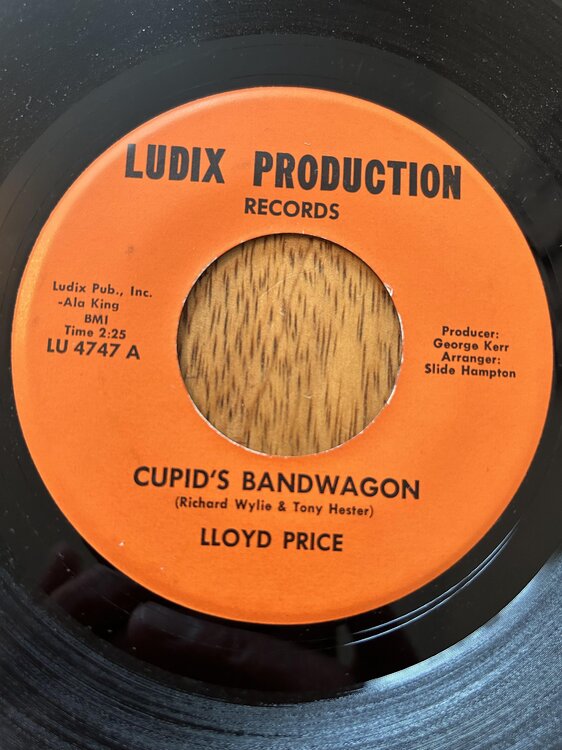 LUDIX PRODUCTION
RECORDS
Ludix Pub., Inc.
-Ala King
BMI
Time 2:25
LU 4747 A
Producer:
George Kerr
Arranger:
Slide Hampton
CUPID'S BANDWAGON
(Richard Wylie & Tony Hester)
LLOYD PRICE